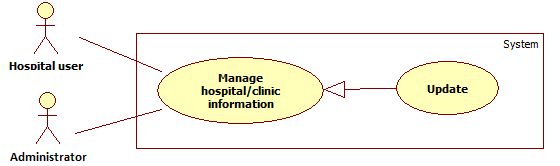 System
Hospital user
Manage
hospital/clinic
information
Update
Administrator